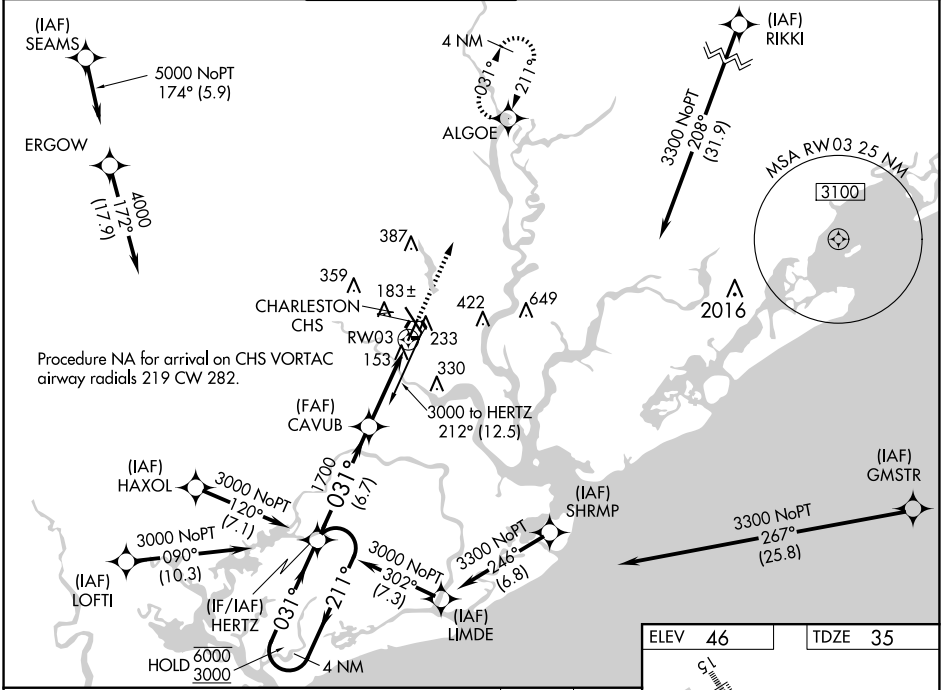 (IAF)
SEAMS
5000 NoPT
174° (5.9)
ERGOW
4000
172°
(17.9)
4 NM
031°
211°
ALGOE
(IAF)
RIKKI
3300 NoPT
208°
(31.9)
MSA RW03 25 NM
3100
387
359
183±
CHARLESTON
CHS
RW03
153
233
422
649
330
2016
Procedure NA for arrival on CHS VORTAC
airway radials 219 CW 282.
3000 to HERTZ
212° (12.5)
(FAF)
CAVUB
1700
031°
(6.7)
(IAF)
HAXOL
3000 NoPT
120°
(7.1)
(IAF)
LOFTI
3000 NoPT
090°
(10.3)
(IF/IAF)
HERTZ
031°
211°
HOLD
6000
3000
4 NM
3000 NoPT
302°
(7.3)
(IAF)
LIMDE
(IAF)
SHRMP
3300 NoPT
246°
(6.8)
(IAF)
GMSTR
3300 NoPT
267°
(25.8)
ELEV 46
TDZE 35
15